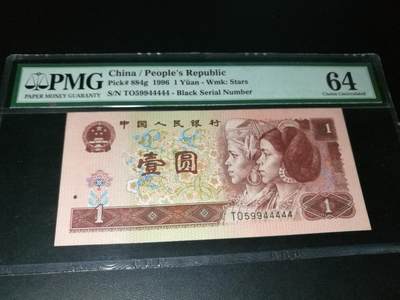 PMG
PAPER MONEY GUARANTY
China / People's Republic
Pick# 884g 1996 1 Yüan - Wmk: Stars
S/N TO59944444 - Black Serial Number
64
Choice Uncirculated
中国人民银行
1
壹圆
1
TO59944444
1